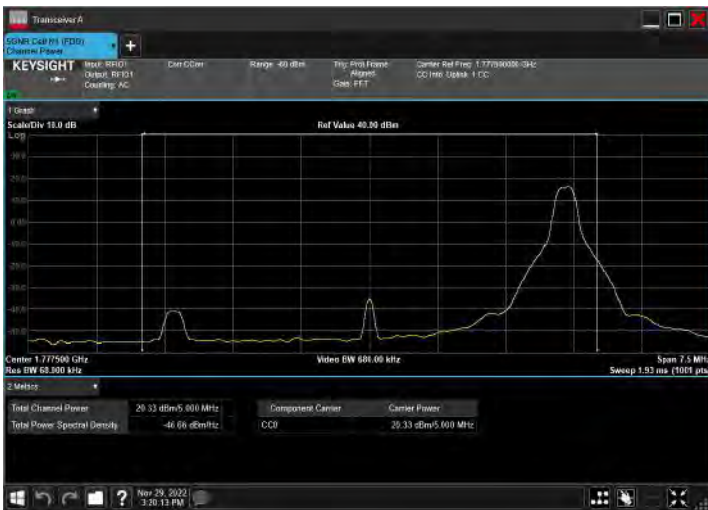 Transceiver A
5GNR Cell #1 (FDD)
Channel Power
+
KEYSIGHT
Input: RFIO1
Output: RFIO1
Coupling: AC
Corr CCorr
Range: -60 dBm
Trig:
Aligned
Gate: FFT
Carrier Ref Freq: 1.777500000 GHz
CC Info: Uplink, 1 CC
1 Graph
Scale/Div 10.0 dB
Ref Value 40.00 dBm
Log
Center 1.777500 GHz
Video BW 680.00 kHz
Span 7.5 MHz
Res BW 68.000 kHz
Sweep 1.93 ms (1001 pts
2 Metrics
Total Channel Power
20.33 dBm/5.000 MHz
Component Carrier
Carrier Power
Total Power Spectral Density
-46.66 dBm/Hz
CC0
20.33 dBm/5.000 MHz
?
Nov 29, 2022
3:20:13 PM